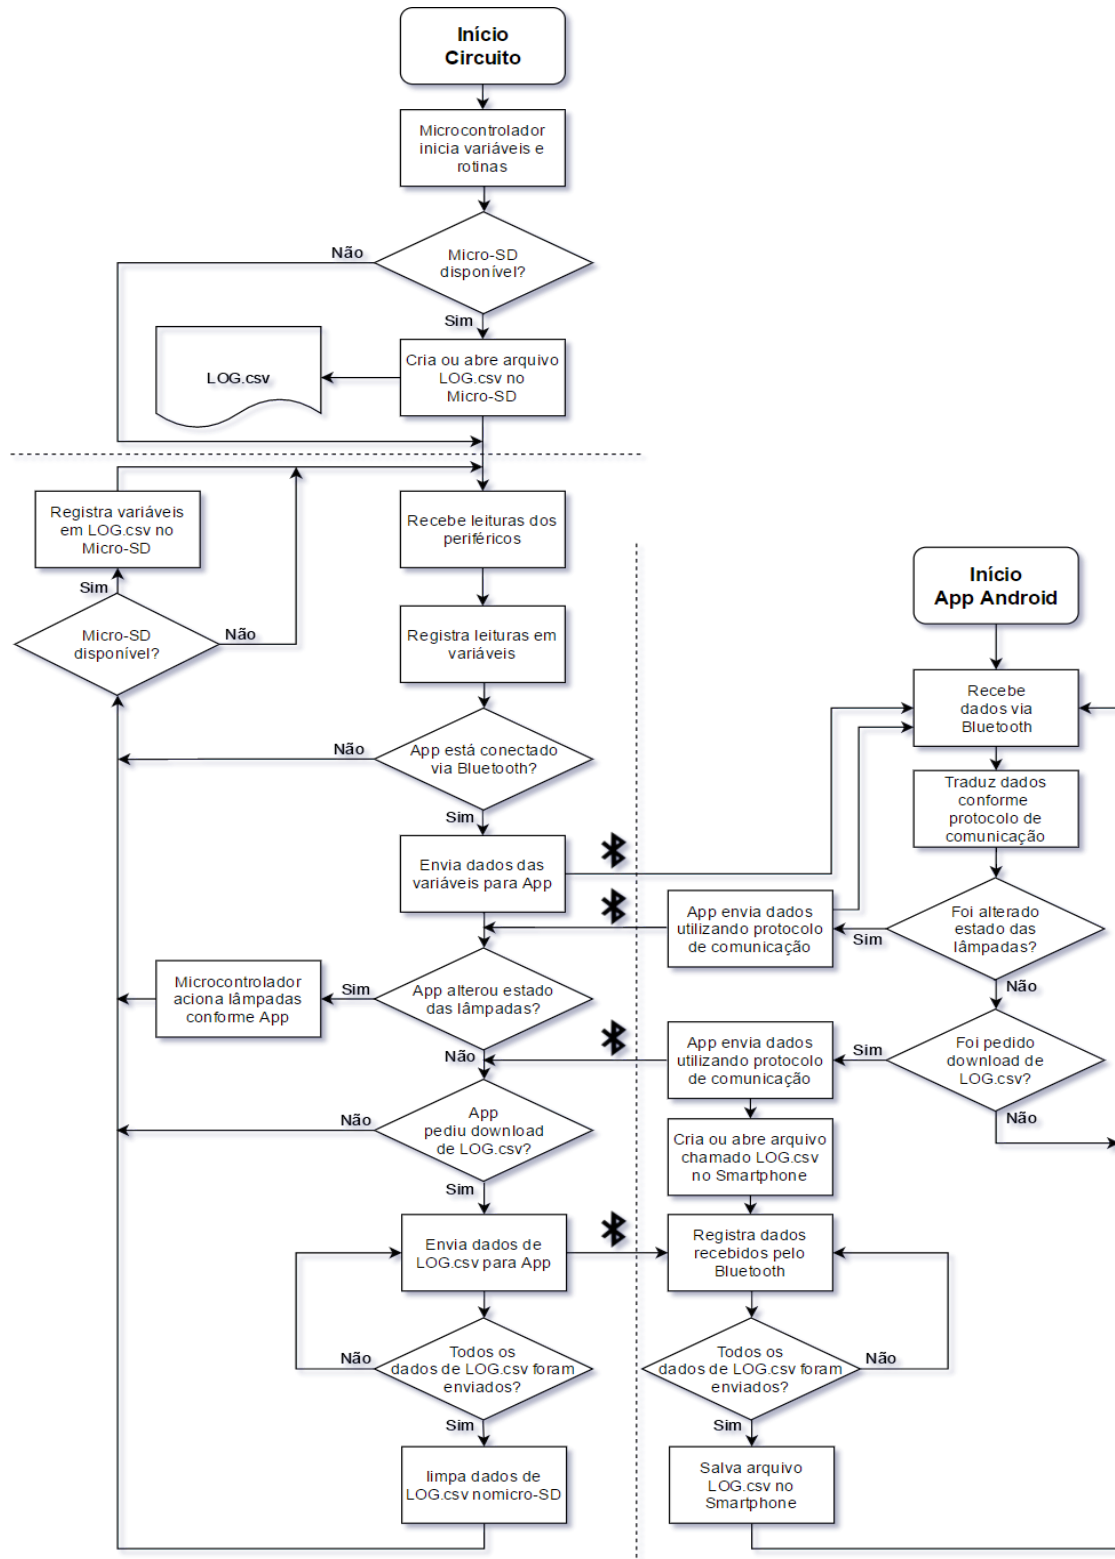 Início
Circuito
Microcontrolador
inicia variáveis e
rotinas
Não
Micro-SD
disponível?
Sim
LOG.csv
Cria ou abre arquivo
LOG.csv no
Micro-SD
Registra variáveis
em LOG.csv no
Micro-SD
Sim
Micro-SD
disponível?
Não
Recebe leituras dos
periféricos
Registra leituras em
variáveis
Não
App está conectado
via Bluetooth?
Sim
Envia dados das
variáveis para App
Microcontrolador
aciona lâmpadas
conforme App
Sim
App alterou estado
das lâmpadas?
Não
Não
App
pediu download
de LOG.csv?
Sim
Envia dados de
LOG.csv para App
Não
Todos os
dados de LOG.csv foram
enviados?
Sim
limpa dados de
LOG.csv nomicro-SD
Início
App Android
Recebe
dados via
Bluetooth
Traduz dados
conforme
protocolo de
comunicação
Foi alterado
estado das
lâmpadas?
Sim
App envia dados
utilizando protocolo
de comunicação
Não
Foi pedido
download de
LOG.csv?
Sim
Não
App envia dados
utilizando protocolo
de comunicação
Cria ou abre arquivo
chamado LOG.csv
no Smartphone
Registra dados
recebidos pelo
Bluetooth
Todos os
dados de LOG.csv foram
enviados?
Não
Sim
Salva arquivo
LOG.csv no
Smartphone